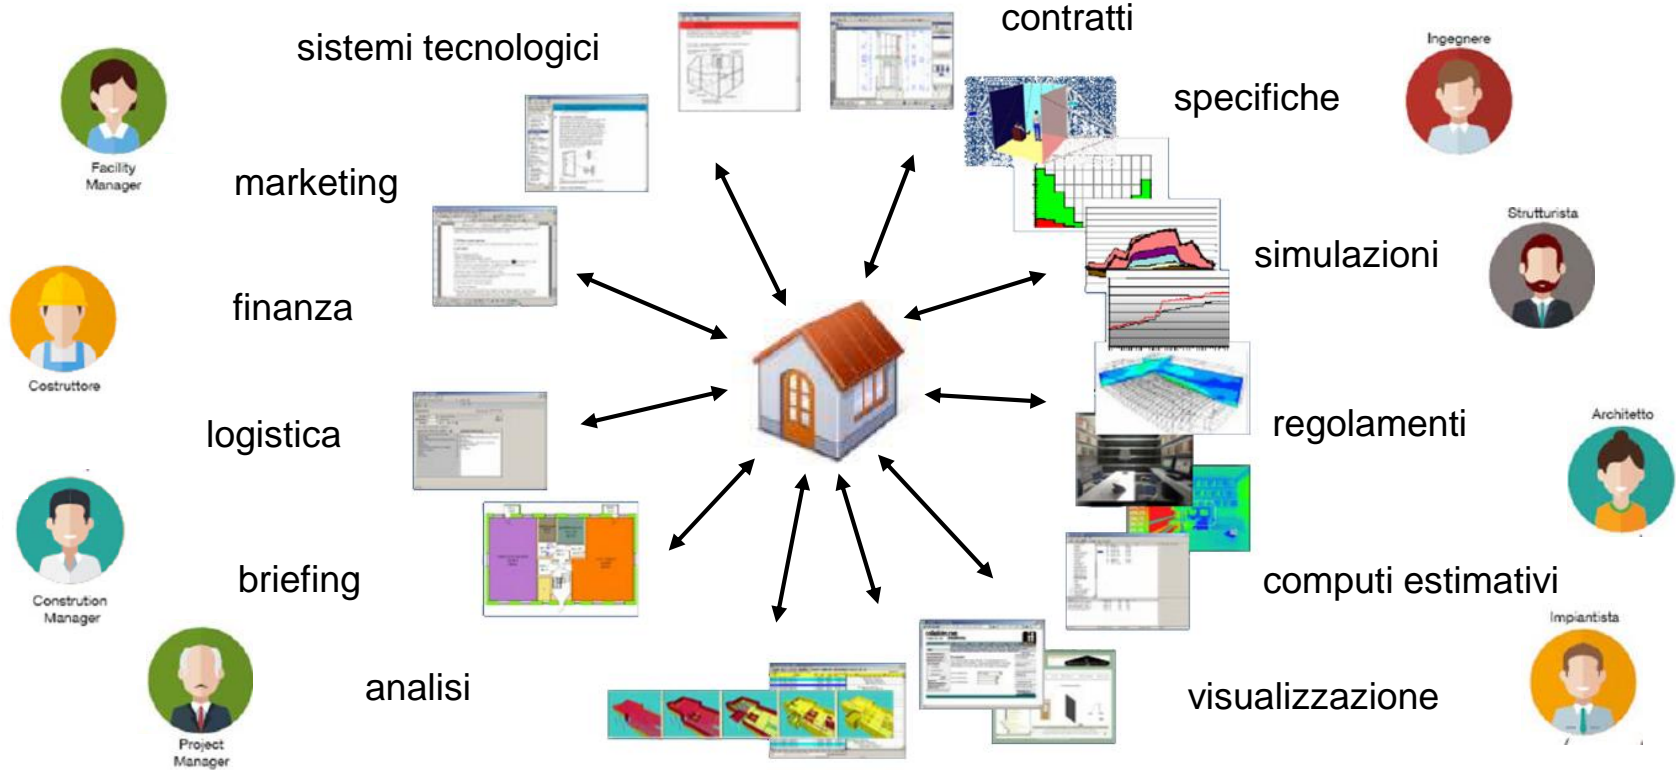 contratti
sistemi tecnologici
Ingegnere
specifiche
Facility
Manager
marketing
Strutturista
simulazioni
finanza
Costruttore
Architetto
regolamenti
logistica
computi estimativi
briefing
Constrution
Manager
Impiantista
analisi
visualizzazione
Project
Manager